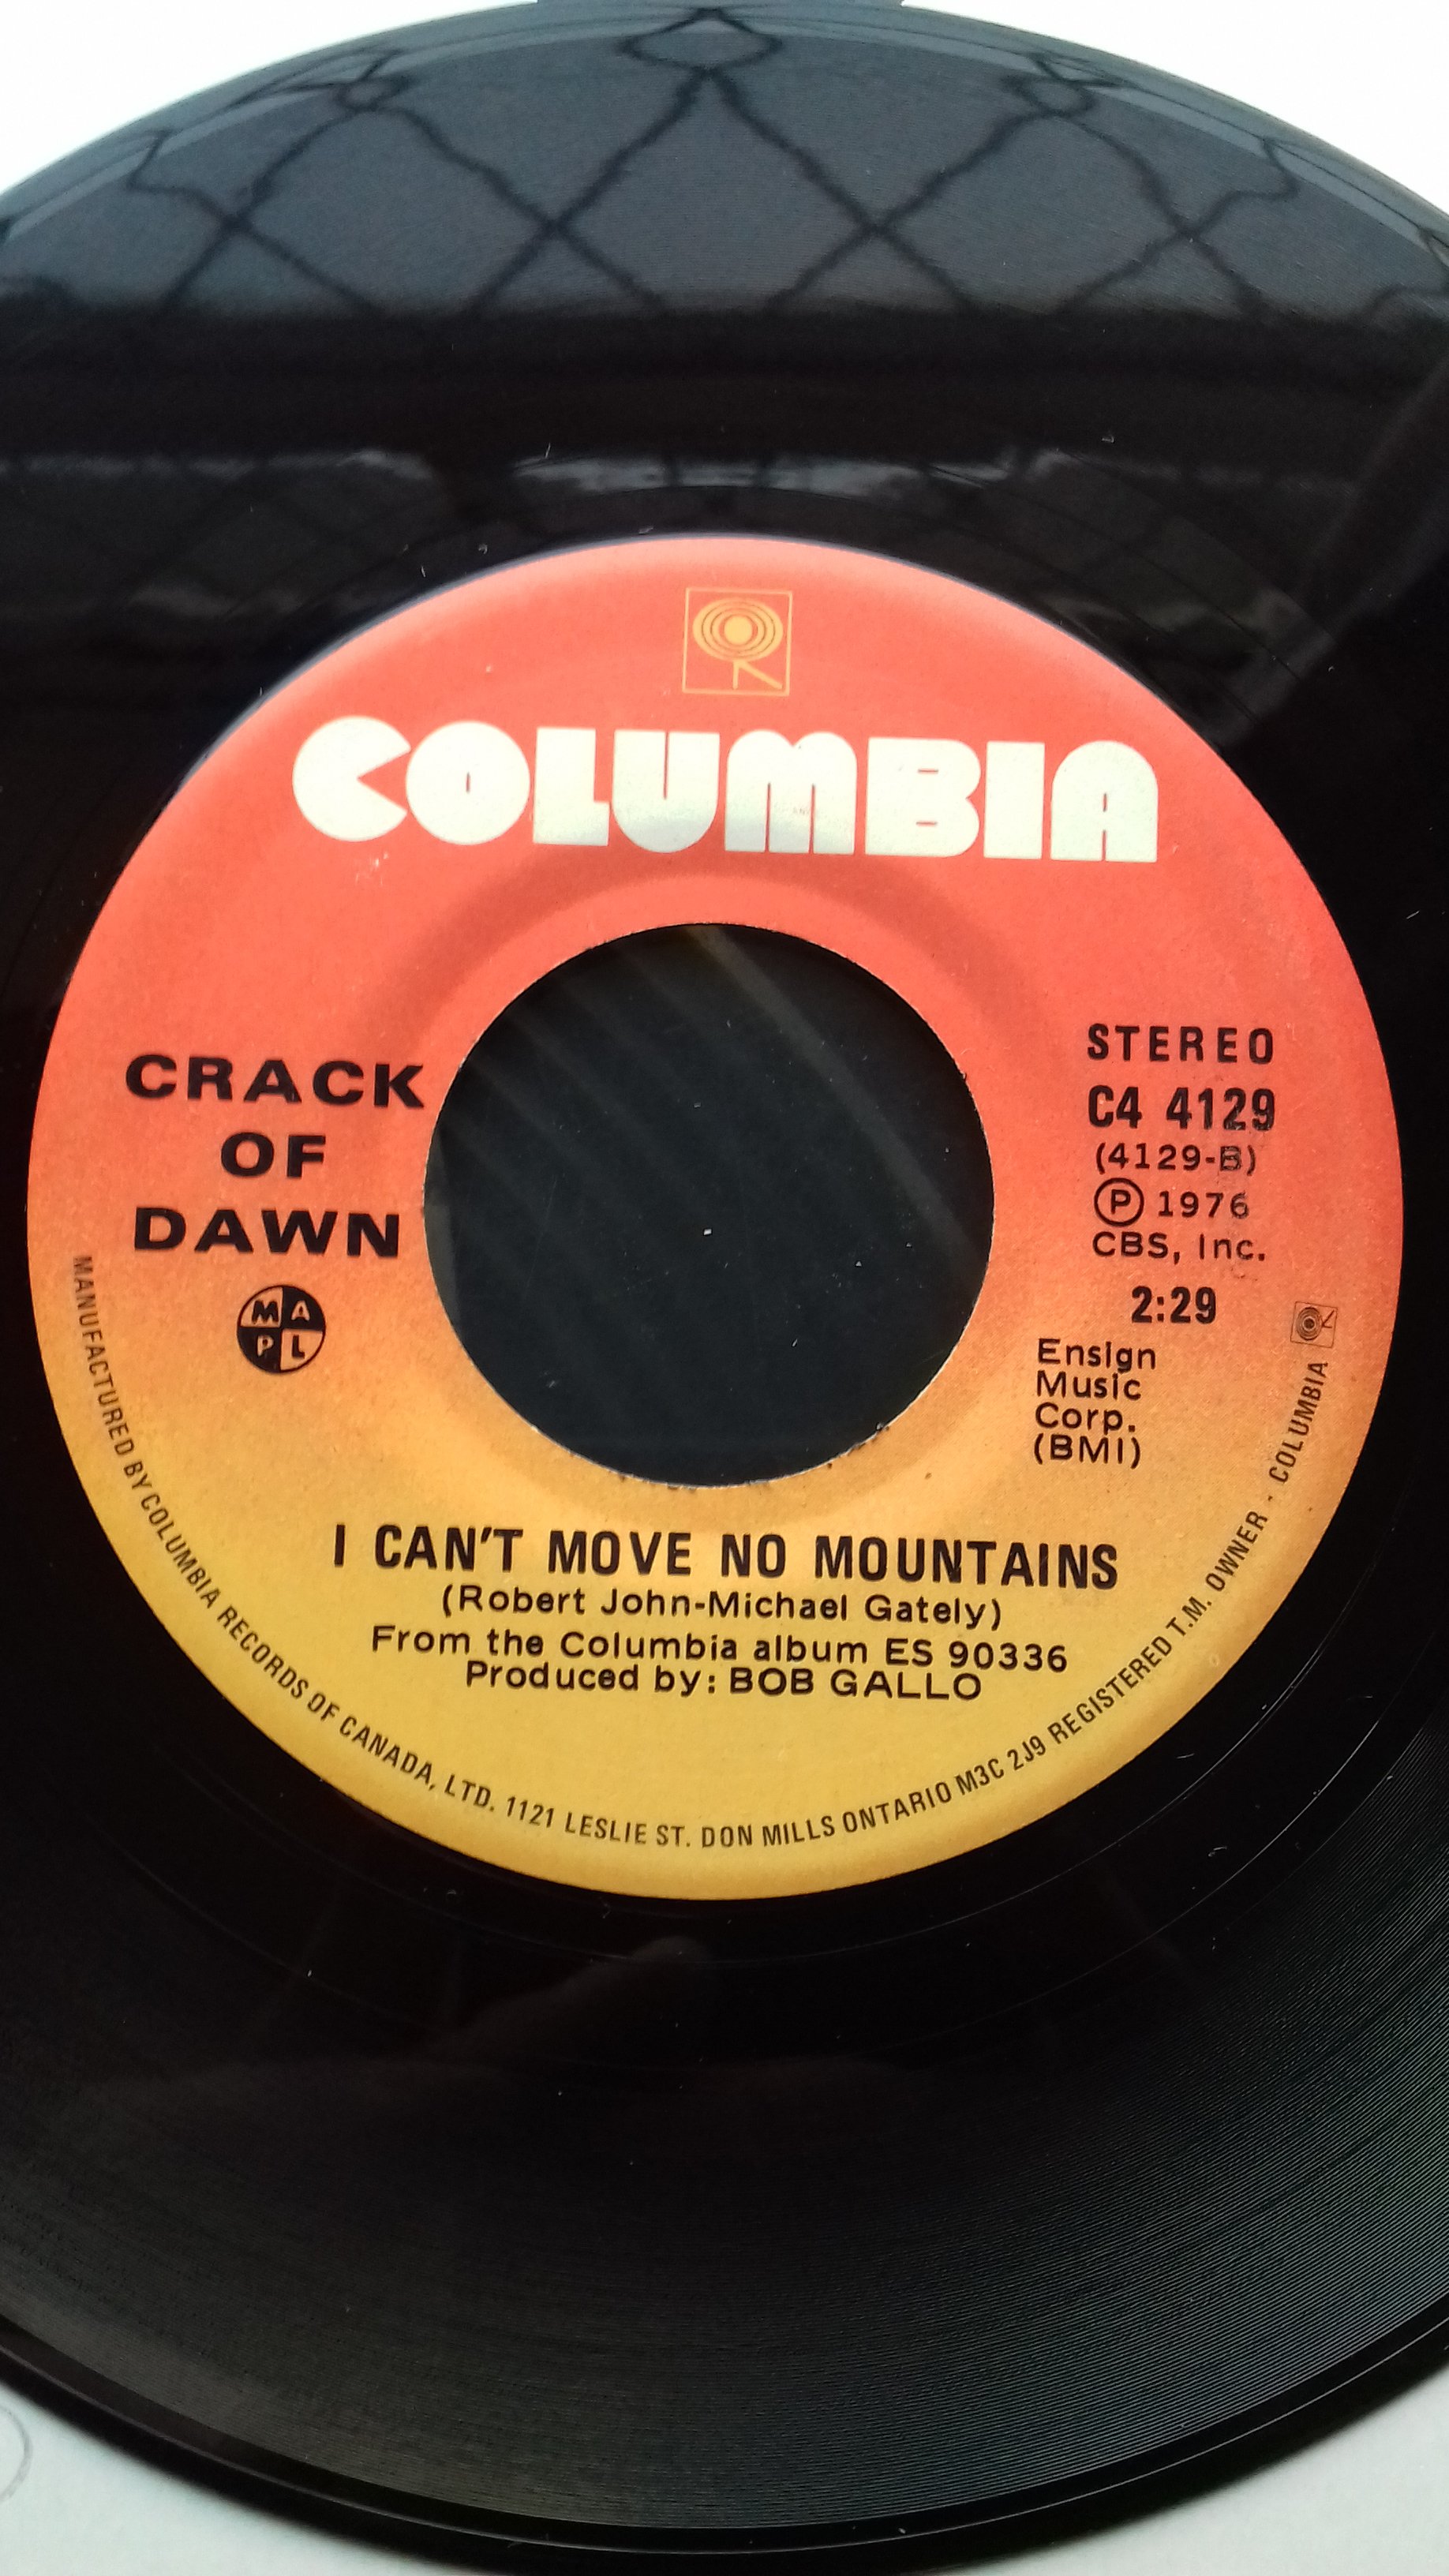 COLUMBIA
CRACK
OF
DAWN
M A
P L
STEREO
C4 4129
(4129-B)
Ⓟ 1976
CBS, Inc.
2:29
Ensign
Music
Corp.
(BMI)
I CAN'T MOVE NO MOUNTAINS
(Robert John-Michael Gately)
From the Columbia album ES 90336
Produced by: BOB GALLO
MANUFACTURED BY COLUMBIA RECORDS OF CANADA, LTD. 1121 LESLIE ST. DON MILLS ONTARIO M3C 2J9 REGISTERED T.M. OWNER - COLUMBIA